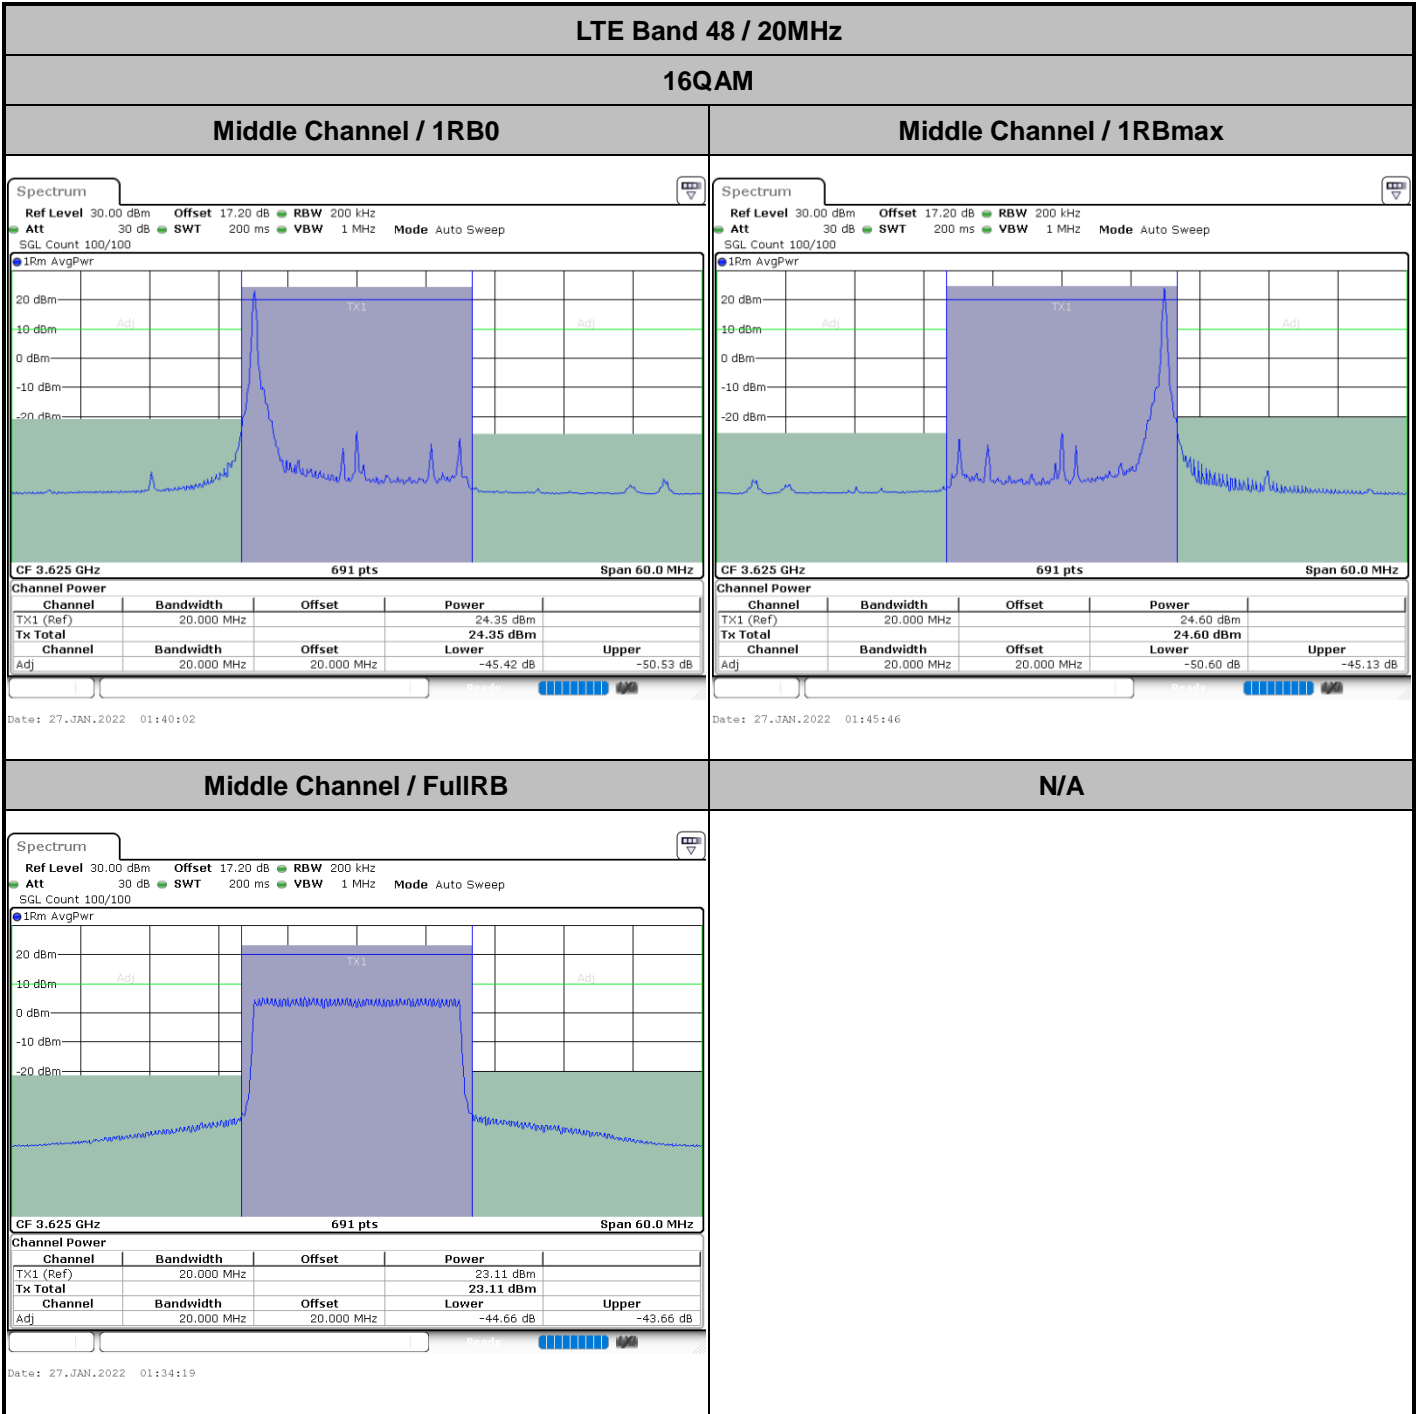 LTE Band 48 / 20MHz
16QAM
Middle Channel / 1RB0
Middle Channel / 1RBmax
Spectrum
Ref Level 30.00 dBm Offset 17.20 dB RBW 200 kHz
Att 30 dB SWT 200 ms VBW 1 MHz Mode Auto Sweep
SGL Count 100/100
1Rm AvgPwr
TX1
20 dBm
Adj
Adj
10 dBm
0 dBm
-10 dBm
-20 dBm
CF 3.625 GHz 691 pts Span 60.0 MHz
Channel Power
Channel Bandwidth Offset Power
TX1 (Ref) 20.000 MHz 24.35 dBm
Tx Total 24.35 dBm
Channel Bandwidth Offset Lower Upper
Adj 20.000 MHz 20.000 MHz -45.42 dB -50.53 dB
Ready
Date: 27.JAN.2022 01:40:02
Spectrum
Ref Level 30.00 dBm Offset 17.20 dB RBW 200 kHz
Att 30 dB SWT 200 ms VBW 1 MHz Mode Auto Sweep
SGL Count 100/100
1Rm AvgPwr
TX1
20 dBm
Adj
Adj
10 dBm
0 dBm
-10 dBm
-20 dBm
CF 3.625 GHz 691 pts Span 60.0 MHz
Channel Power
Channel Bandwidth Offset Power
TX1 (Ref) 20.000 MHz 24.60 dBm
Tx Total 24.60 dBm
Channel Bandwidth Offset Lower Upper
Adj 20.000 MHz 20.000 MHz -50.60 dB -45.13 dB
Ready
Date: 27.JAN.2022 01:45:46
Middle Channel / FullRB
N/A
Spectrum
Ref Level 30.00 dBm Offset 17.20 dB RBW 200 kHz
Att 30 dB SWT 200 ms VBW 1 MHz Mode Auto Sweep
SGL Count 100/100
1Rm AvgPwr
20 dBm
TX1
Adj
Adj
10 dBm
0 dBm
-10 dBm
-20 dBm
CF 3.625 GHz 691 pts Span 60.0 MHz
Channel Power
Channel Bandwidth Offset Power
TX1 (Ref) 20.000 MHz 23.11 dBm
Tx Total 23.11 dBm
Channel Bandwidth Offset Lower Upper
Adj 20.000 MHz 20.000 MHz -44.66 dB -43.66 dB
Ready
Date: 27.JAN.2022 01:34:19